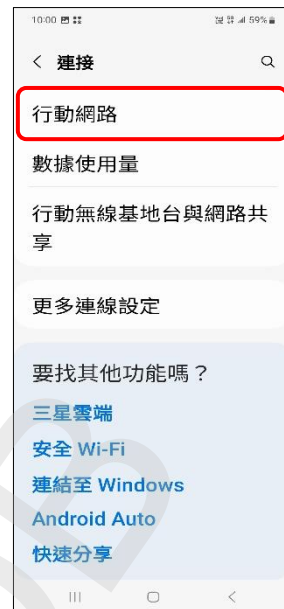 10:00
59%
連接
行動網路
數據使用量
行動無線基地台與網路共
享
更多連線設定
要找其他功能嗎？
三星雲端
安全 Wi-Fi
連結至 Windows
Android Auto
快速分享